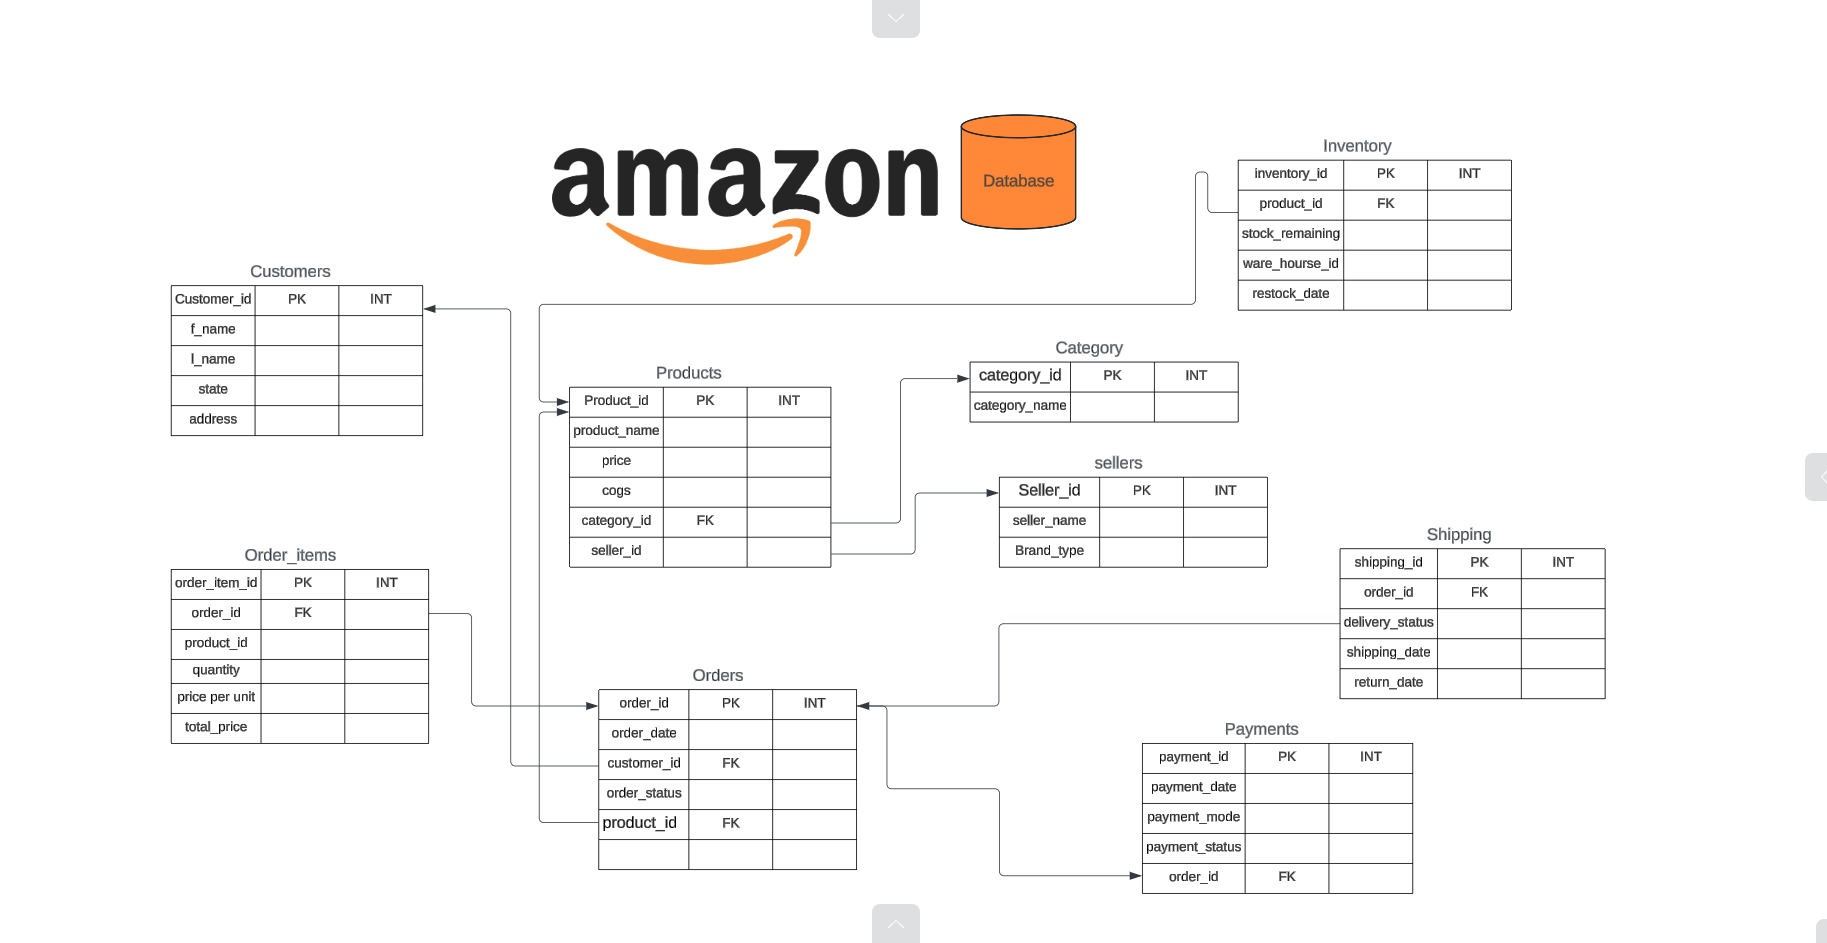 amazon
Database
Inventory
inventory_id PK INT
product_id FK
stock_remaining
ware_hourse_id
restock_date
Customers
Customer_id PK INT
f_name
l_name
state
address
Category
category_id PK INT
category_name
Products
Product_id PK INT
product_name
price
cogs
category_id FK
seller_id
sellers
Seller_id PK INT
seller_name
Brand_type
Shipping
shipping_id PK INT
order_id FK
delivery_status
shipping_date
return_date
Order_items
order_item_id PK INT
order_id FK
product_id
quantity
price per unit
total_price
Orders
order_id PK INT
order_date
customer_id FK
order_status
product_id FK
Payments
payment_id PK INT
payment_date
payment_mode
payment_status
order_id FK